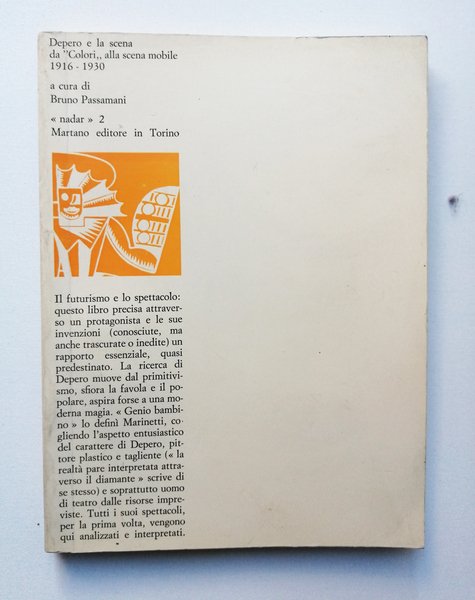 Depero e la scena
da "Colori„ alla scena mobile
1916 - 1930
a cura di
Bruno Passamani
« nadar » 2
Martano editore in Torino
Il futurismo e lo spettacolo:
questo libro precisa attraver-
so un protagonista e le sue
invenzioni (conosciute, ma
anche trascurate o inedite) un
rapporto essenziale, quasi
predestinato. La ricerca di
Depero muove dal primitivi-
smo, sfiora la favola e il po-
polare, aspira forse a una mo-
derna magia. « Genio bambi-
no » lo definì Marinetti, co-
gliendo l'aspetto entusiastico
del carattere di Depero, pit-
tore plastico e tagliente (« la
realtà pare interpretata attra-
verso il diamante » scrive di
se stesso) e soprattutto uomo
di teatro dalle risorse impre-
viste. Tutti i suoi spettacoli,
per la prima volta, vengono
qui analizzati e interpretati.